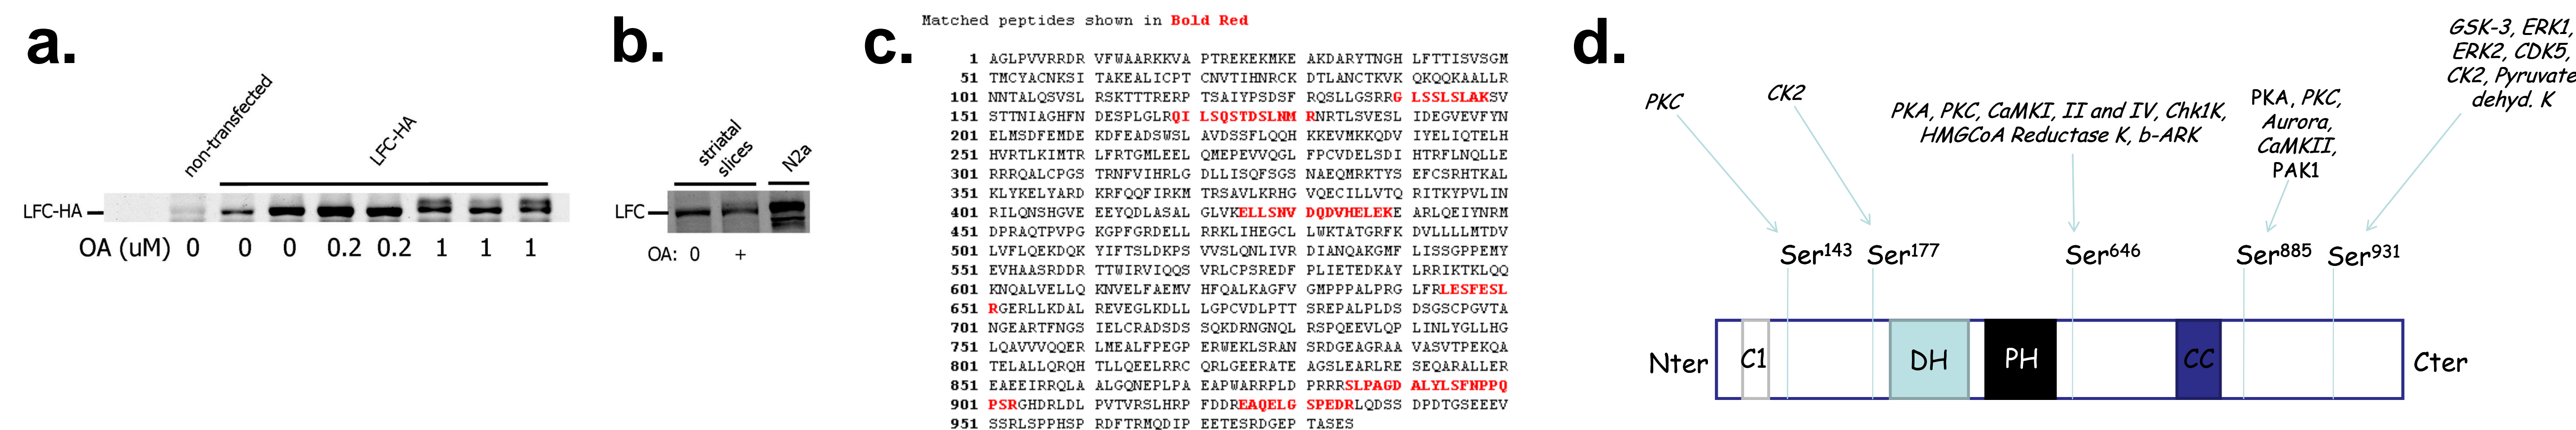 a.
non-transfected
LFC-HA
LFC-HA
OA (uM) 0 0 0 0.2 0.2 1 1 1
b.
striatal
slices
N2a
LFC
OA: 0 +
c.
Matched peptides shown in Bold Red
1 AGLPVVRRDR VFWAARKKVA PTREKEKMKE AKDARYTNGH LFTTISVSGM
51 TMCYACNKSI TAKEALICPT CNVTIHNRCK DTLANCTKVK QKQQKAALLR
101 NNTALQSVSL RSKTTTRERP TSAIYPSDSF RQSLLGSRRG LSSLSLAKSV
151 STTNIAGHFN DESPLGLRQI LSQSTDSLNM RNRTLSVESL IDEGVEVFYN
201 ELMSDFEMDE KDFEADSWSL AVDSSFLQQH KKEVMKKQDV IYELIQTELH
251 HVRTLKIMTR LFRTGMLEEL QMEPEVVQGL FPCVDELSDI HTRFLNQLLE
301 RRRQALCPGS TRNFVIHRLG DLLISQFSGS NAEQMRKTYS EFCSRHTKAL
351 KLYKELYARD KRFQQFIRKM TRSAVLKRHG VQECILLVTQ RITKYPVLIN
401 RILQNSHGVE EEYQDLASAL GLVKELLSNV DQDVHELEKE ARLQEIYNRM
451 DPRAQTPVPG KGPFGRDELL RRKLIHEGCL LWKTATGRFK DVLLLLMTDV
501 LVFLQEKDQK YIFTSLDKPS VVSLQNLIVR DIANQAKGMF LISSGPPEMY
551 EVHAASRDDR TTWIRVIQQS VRLCPSREDF PLIETEDKAY LRRIKTKLQQ
601 KNQALVELLQ KNVELFAEMV HFQALKAGFV GMPPPALPRG LFRLESFESL
651 RGERLLKDAL REVEGLKDLL LGPCVDLPTT SREPALPLDS DSGSCPGVTA
701 NGEARTFNGS IELCRADSDS SQKDRNGNQL RSPQEEVLQP LINLYGLLHG
751 LQAVVVQQER LMEALFPEGP ERWEKLSRAN SRDGEAGRAA VASVTPEKQA
801 TELALLQRQH TLLQEELRRC QRLGEERATE AGSLEARLRE SEQARALLER
851 EAEEIRRQLA ALGQNEPLPA EAPWARRPLD PRRRSLPAGD ALYLSFNPPQ
901 PSRGHDRLDL PVTVRSLHRP FDDREAQELG SPEDRLQDSS DPDTGSEEEV
951 SSRLSPPHSP RDFTRMQDIP EETESRDGEP TASES
d.
PKC
CK2
PKA, PKC, CaMKI, II and IV, Chk1K,
HMGCoA Reductase K, b-ARK
PKA, PKC,
Aurora,
CaMKII,
PAK1
GSK-3, ERK1,
ERK2, CDK5,
CK2, Pyruvate
dehyd. K
Ser143 Ser177 Ser646 Ser885 Ser931
Nter C1 DH PH CC Cter